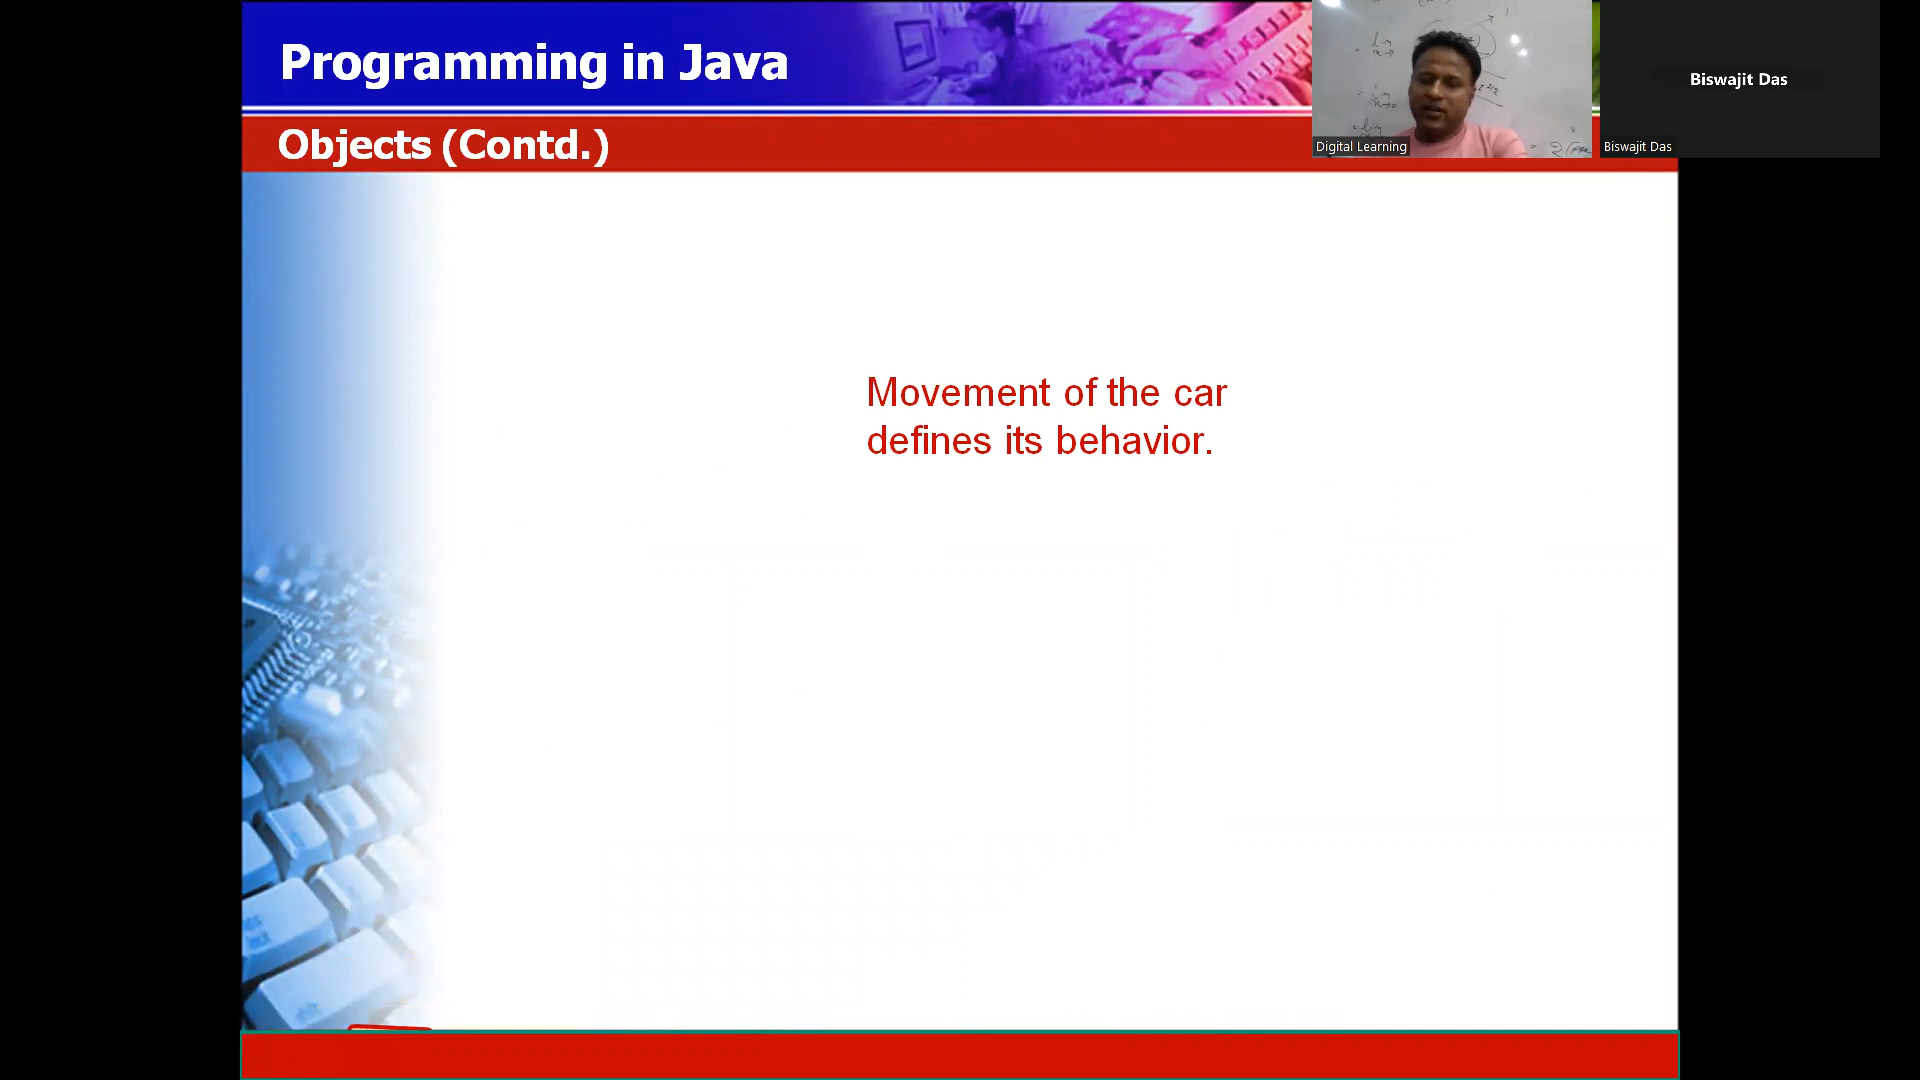 Programming in Java
Objects (Contd.)
Movement of the car
defines its behavior.
Digital Learning
Biswajit Das
Biswajit Das